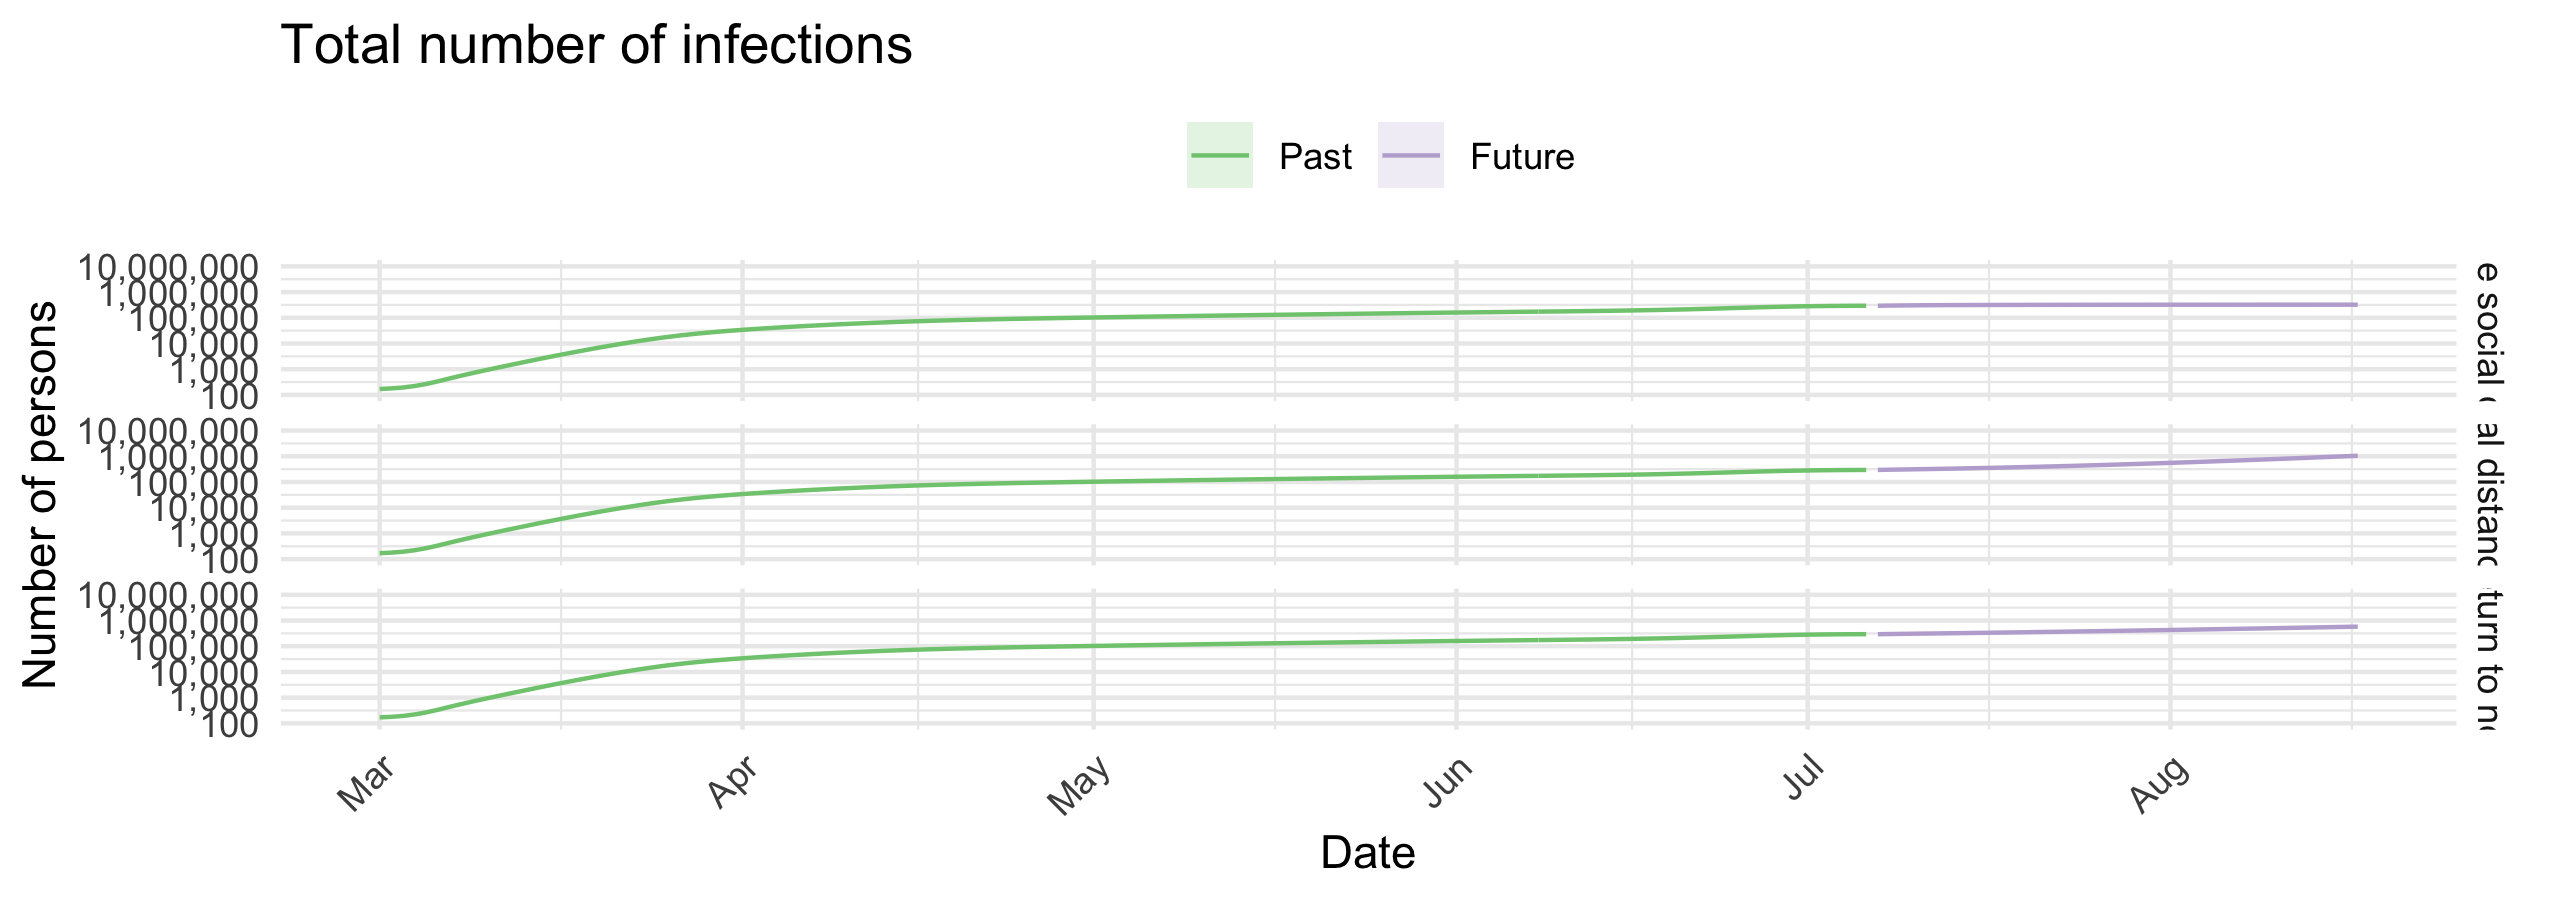 Total number of infections
Past
Future
Number of persons
10,000,000
1,000,000
100,000
10,000
1,000
100
e social
10,000,000
1,000,000
100,000
10,000
1,000
100
al distanc
10,000,000
1,000,000
100,000
10,000
1,000
100
turn to
Mar
Apr
May
Jun
Jul
Aug
Date